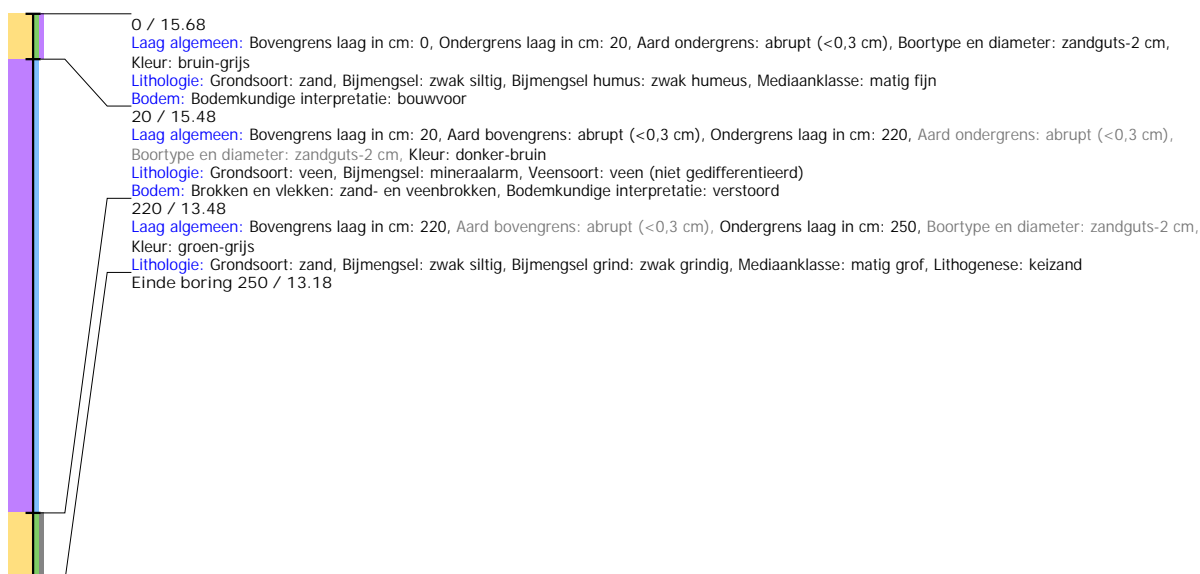 0 / 15.68
Laag algemeen: Bovengrens laag in cm: 0, Ondergrens laag in cm: 20, Aard ondergrens: abrupt (<0,3 cm), Boortype en diameter: zandguts-2 cm,
Kleur: bruin-grijs
Lithologie: Grondsoort: zand, Bijmengsel: zwak siltig, Bijmengsel humus: zwak humeus, Mediaanklasse: matig fijn
Bodem: Bodemkundige interpretatie: bouwvoor
20 / 15.48
Laag algemeen: Bovengrens laag in cm: 20, Aard bovengrens: abrupt (<0,3 cm), Ondergrens laag in cm: 220, Aard ondergrens: abrupt (<0,3 cm),
Boortype en diameter: zandguts-2 cm, Kleur: donker-bruin
Lithologie: Grondsoort: veen, Bijmengsel: mineraalarm, Veensoort: veen (niet gedifferentieerd)
Bodem: Brokken en vlekken: zand- en veenbrokken, Bodemkundige interpretatie: verstoord
220 / 13.48
Laag algemeen: Bovengrens laag in cm: 220, Aard bovengrens: abrupt (<0,3 cm), Ondergrens laag in cm: 250, Boortype en diameter: zandguts-2 cm,
Kleur: groen-grijs
Lithologie: Grondsoort: zand, Bijmengsel: zwak siltig, Bijmengsel grind: zwak grindig, Mediaanklasse: matig grof, Lithogenese: keizand
Einde boring 250 / 13.18